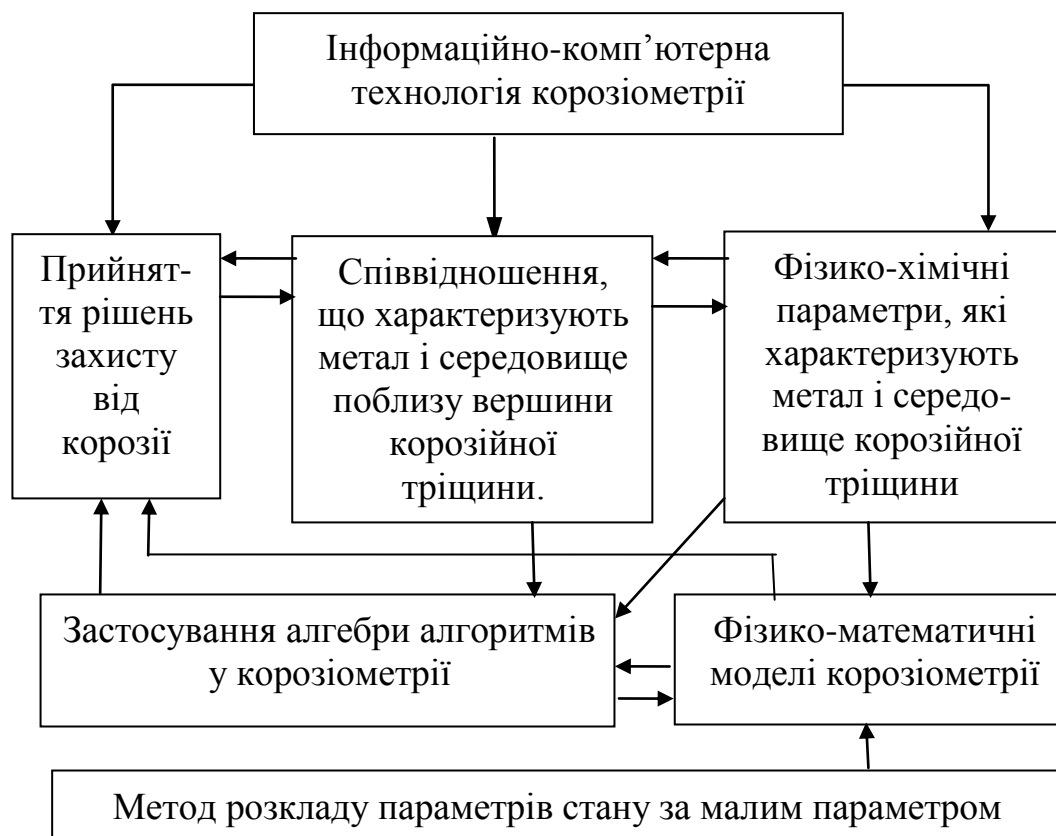 Інформаційно-комп’ютерна
технологія корозіометрії
Прийнят-
тя рішень
захисту
від
корозії
Співвідношення,
що характеризують
метал і середовище
поблизу вершини
корозійної
тріщини.
Фізико-хімічні
параметри, які
характеризують
метал і середо-
вище корозійної
тріщини
Застосування алгебри алгоритмів
у корозіометрії
Фізико-математичні
моделі корозіометрії
Метод розкладу параметрів стану за малим параметром